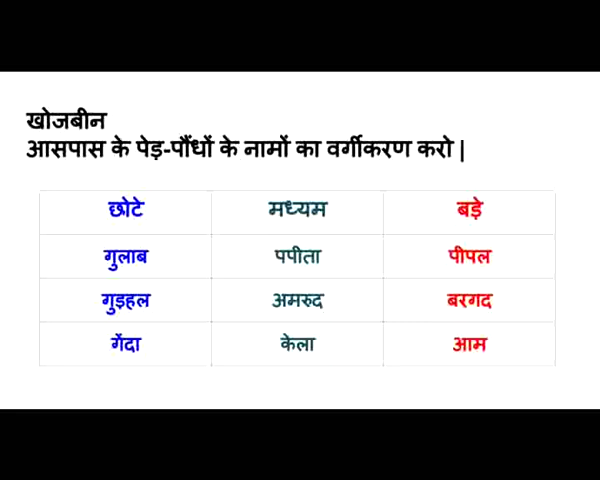 खोजबीन
आसपास के पेड़-पौंधों के नामों का वर्गीकरण करो |
छोटे मध्यम बड़े
गुलाब पपीता पीपल
गुड़हल अमरुद बरगद
गेंदा केला आम